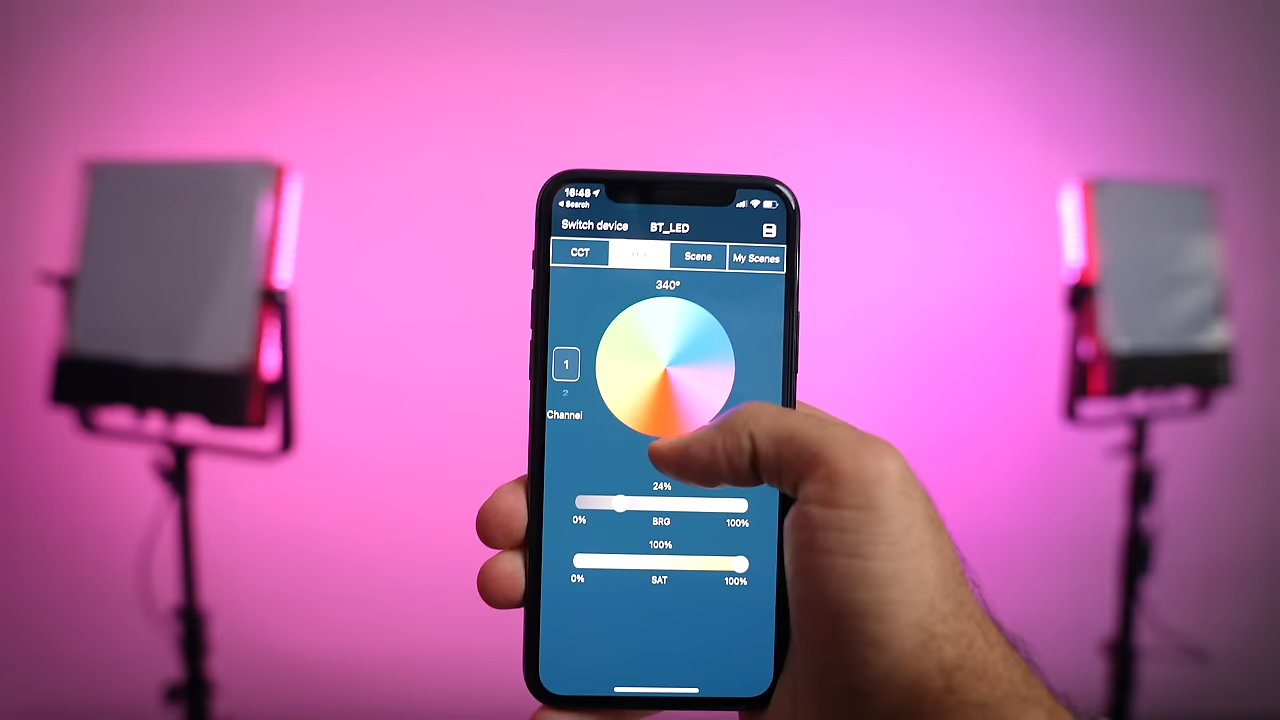 16:46
Search
Switch device BT_LED
CCT Scene My Scenes
340°
1
2
Channel
24%
0% BRG 100%
100%
0% SAT 100%